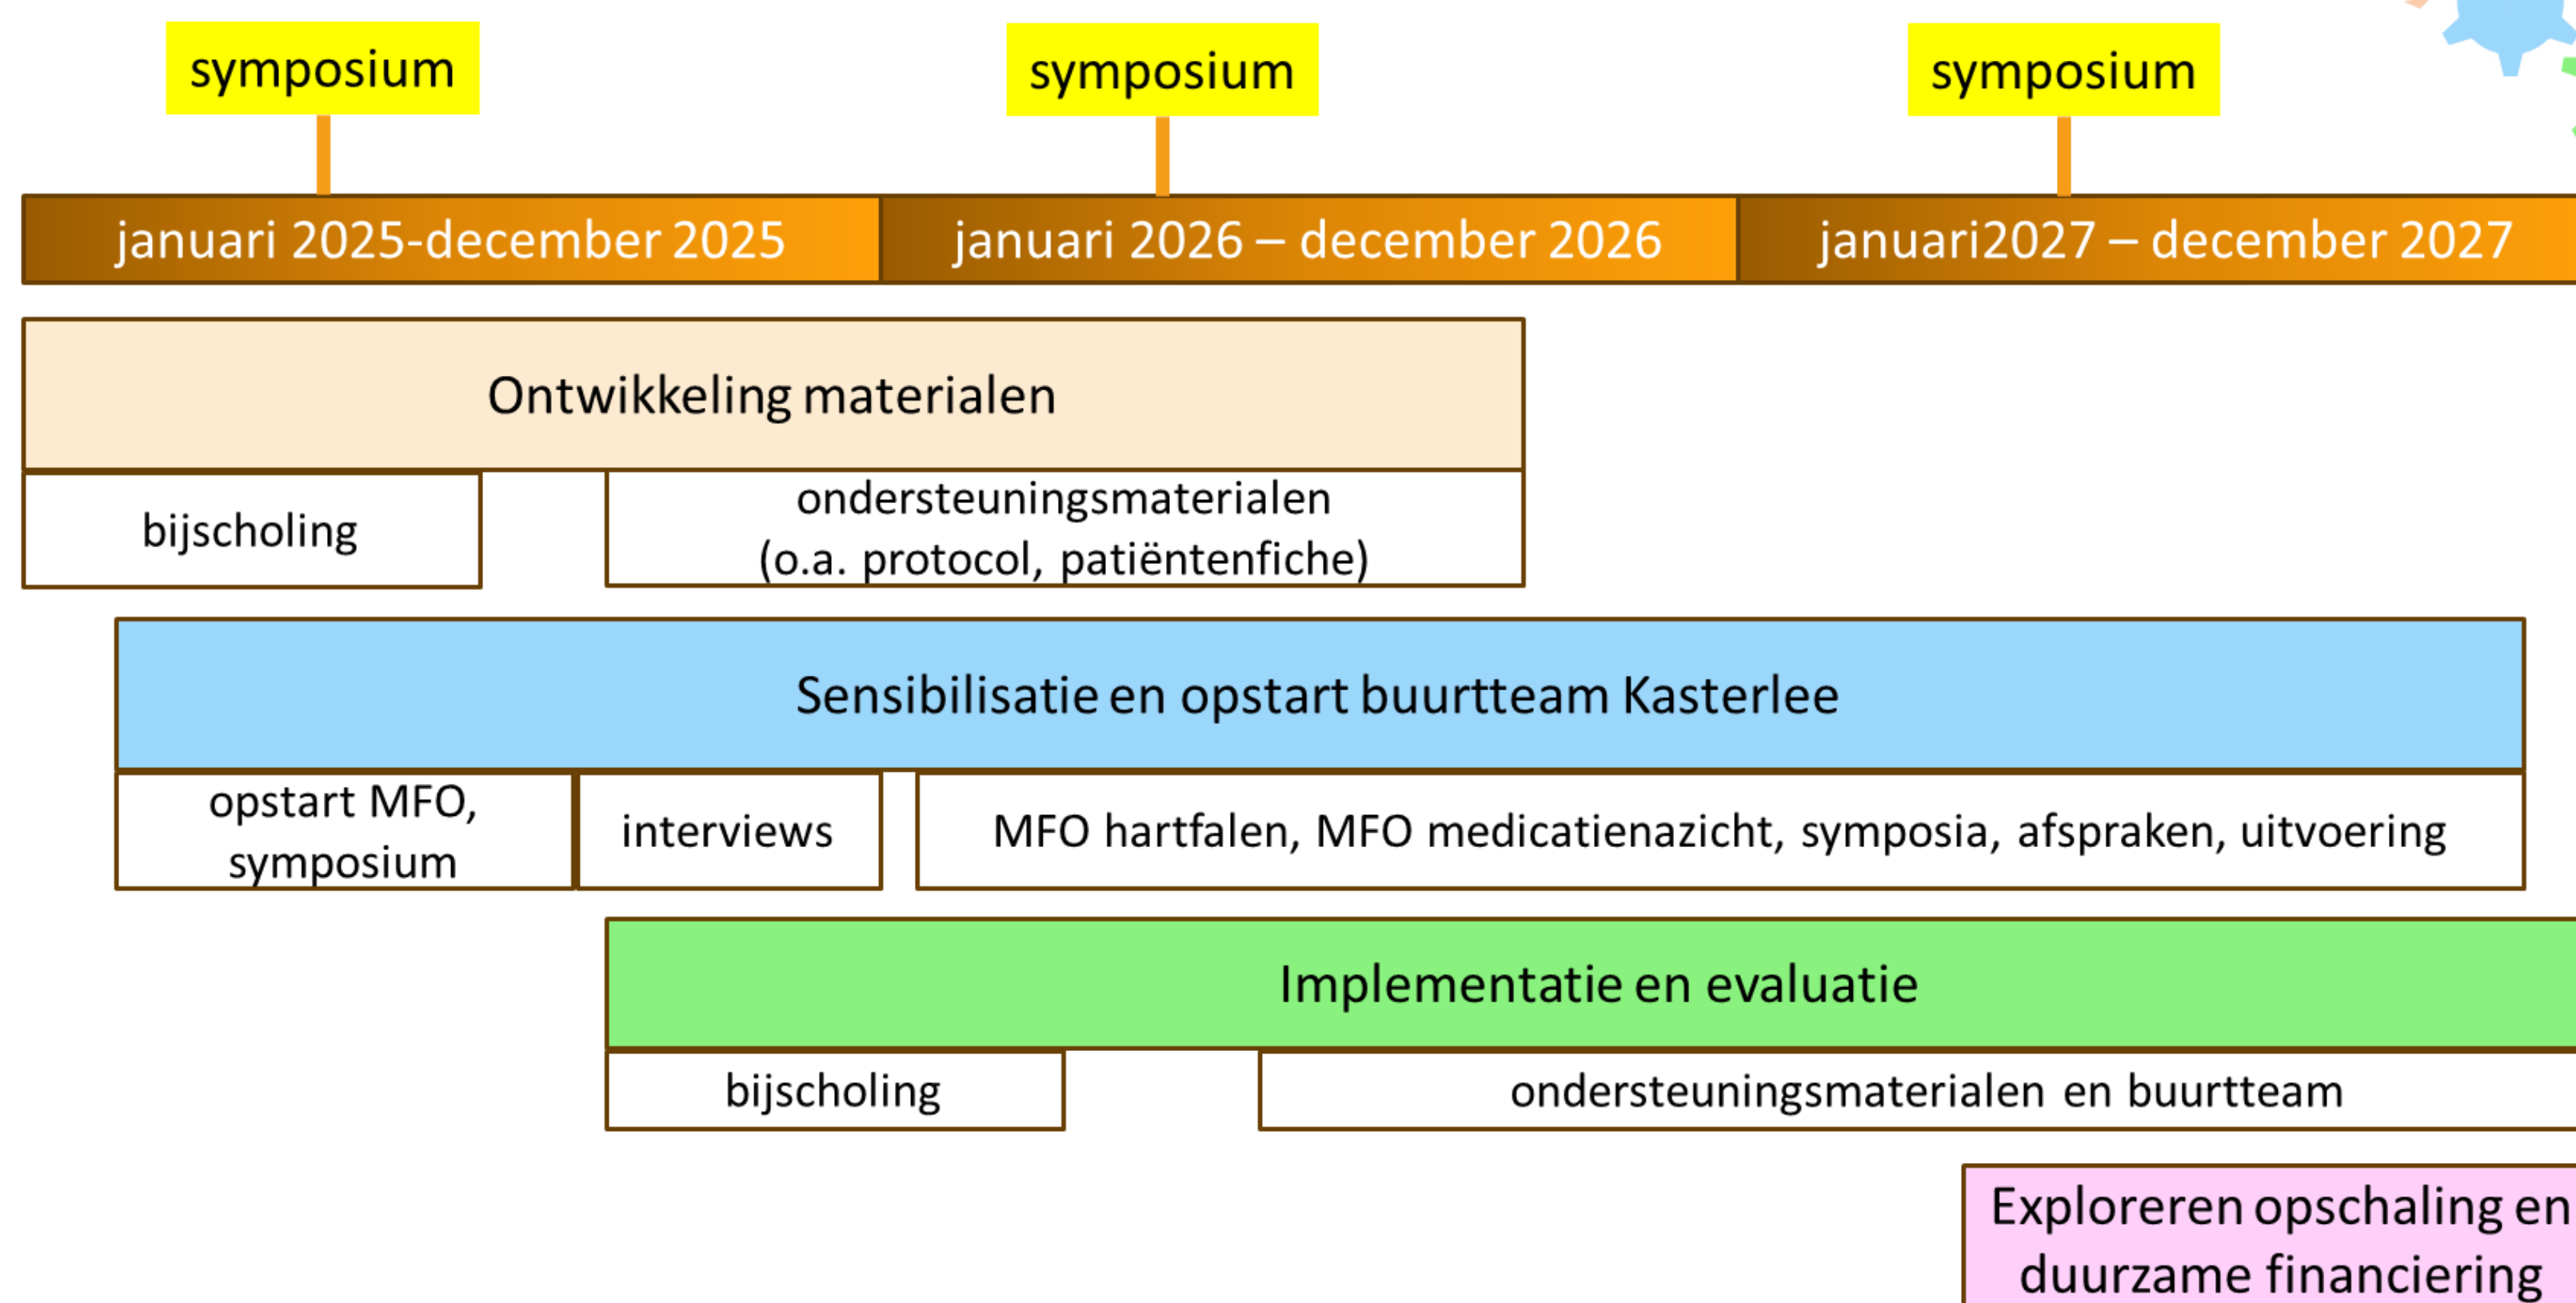 symposium
symposium
symposium
januari 2025-december 2025
januari 2026 – december 2026
januari2027 – december 2027
Ontwikkeling materialen
bijscholing
ondersteuningsmaterialen
(o.a. protocol, patiëntenfiche)
Sensibilisatie en opstart buurtteam Kasterlee
opstart MFO,
symposium
interviews
MFO hartfalen, MFO medicatienazicht, symposia, afspraken, uitvoering
Implementatie en evaluatie
bijscholing
ondersteuningsmaterialen en buurtteam
Exploreren opschaling en
duurzame financiering